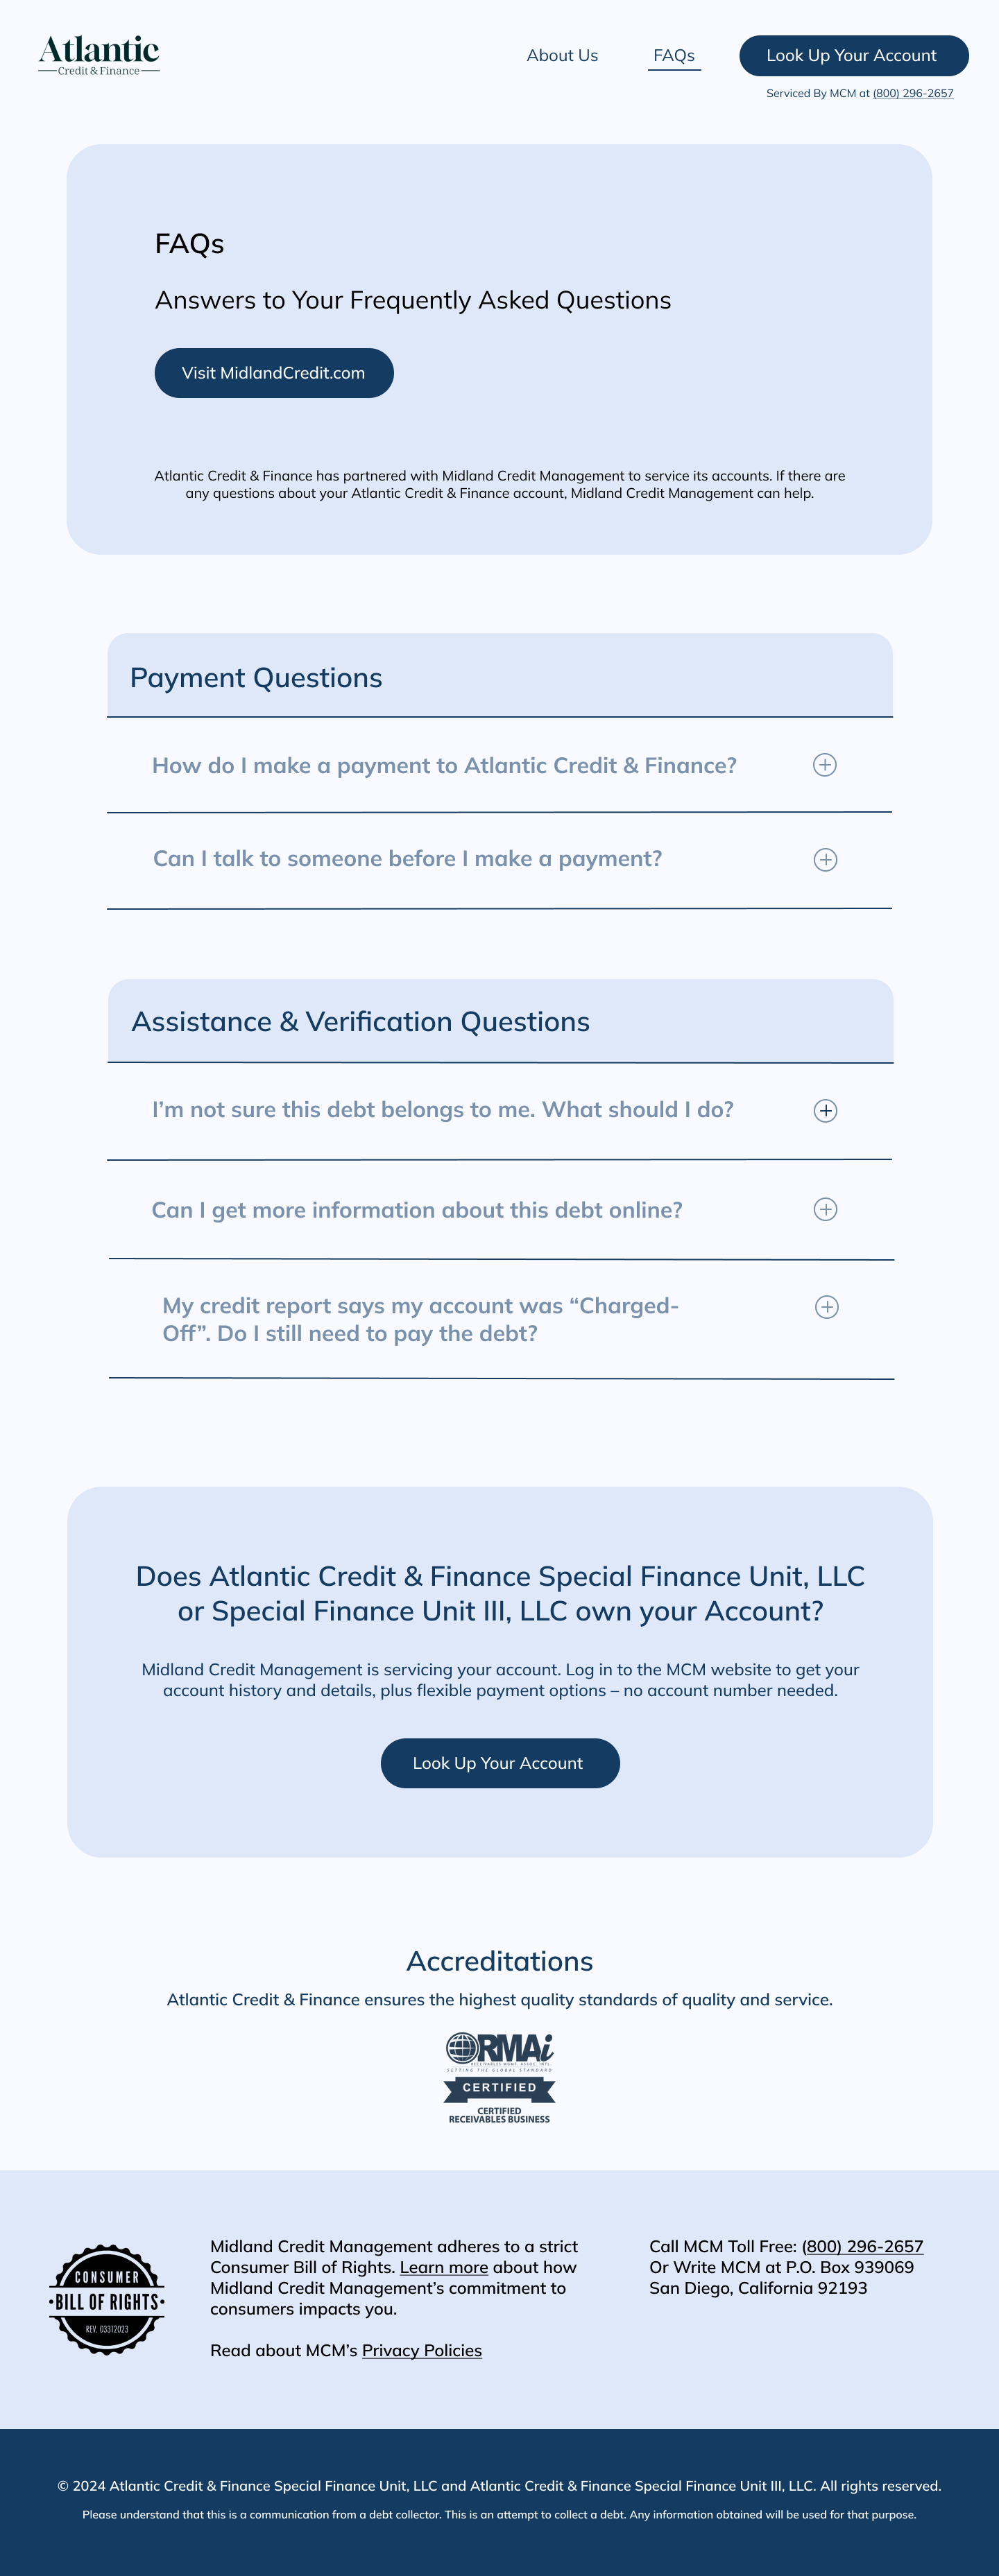 Atlantic
Credit & Finance
About Us
FAQs
Look Up Your Account
Serviced By MCM at (800) 296-2657
FAQs
Answers to Your Frequently Asked Questions
Visit MidlandCredit.com
Atlantic Credit & Finance has partnered with Midland Credit Management to service its accounts. If there are
any questions about your Atlantic Credit & Finance account, Midland Credit Management can help.
Payment Questions
How do I make a payment to Atlantic Credit & Finance?
Can I talk to someone before I make a payment?
Assistance & Verification Questions
I’m not sure this debt belongs to me. What should I do?
Can I get more information about this debt online?
My credit report says my account was “Charged-
Off”. Do I still need to pay the debt?
Does Atlantic Credit & Finance Special Finance Unit, LLC
or Special Finance Unit III, LLC own your Account?
Midland Credit Management is servicing your account. Log in to the MCM website to get your
account history and details, plus flexible payment options – no account number needed.
Look Up Your Account
Accreditations
Atlantic Credit & Finance ensures the highest quality standards of quality and service.
RMAi
RECEIVABLES MGMT. ASSOC. INTL.
SETTING THE GLOBAL STANDARD
CERTIFIED
CERTIFIED
RECEIVABLES BUSINESS
CONSUMER
BILL OF RIGHTS
REV. 03312023
Midland Credit Management adheres to a strict
Consumer Bill of Rights. Learn more about how
Midland Credit Management’s commitment to
consumers impacts you.
Read about MCM’s Privacy Policies
Call MCM Toll Free: (800) 296-2657
Or Write MCM at P.O. Box 939069
San Diego, California 92193
© 2024 Atlantic Credit & Finance Special Finance Unit, LLC and Atlantic Credit & Finance Special Finance Unit III, LLC. All rights reserved.
Please understand that this is a communication from a debt collector. This is an attempt to collect a debt. Any information obtained will be used for that purpose.